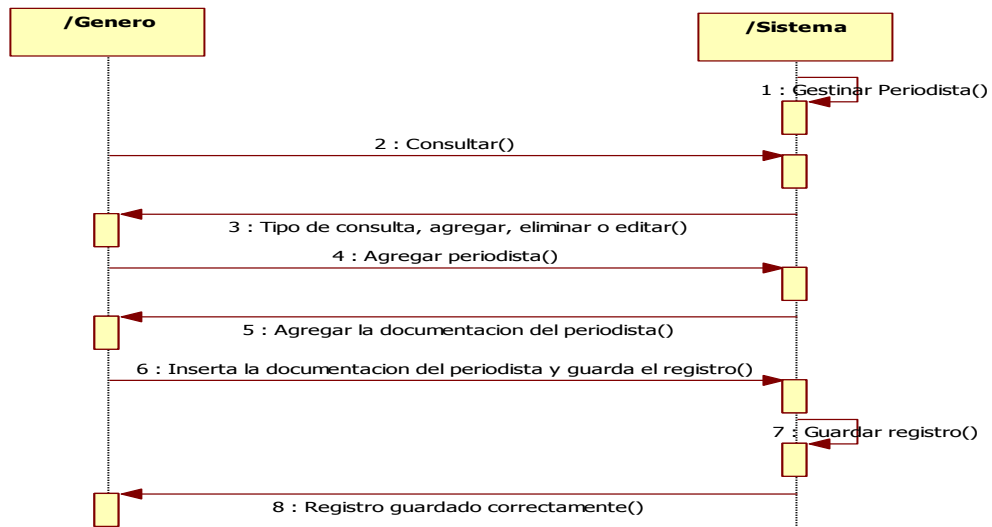 /Genero
/Sistema
1 : Gestinar Periodista()
2 : Consultar()
3 : Tipo de consulta, agregar, eliminar o editar()
4 : Agregar periodista()
5 : Agregar la documentacion del periodista()
6 : Inserta la documentacion del periodista y guarda el registro()
7 : Guardar registro()
8 : Registro guardado correctamente()